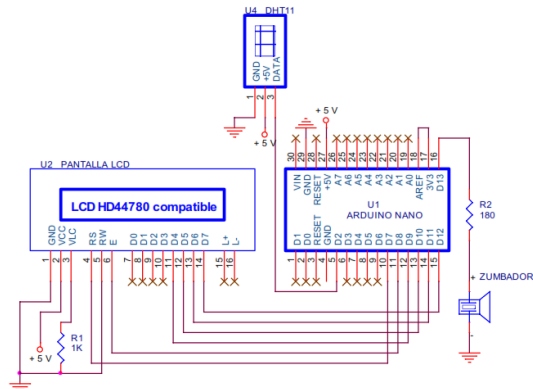 U4 DHT11
GND
+5V
DATA
1
2
3
+ 5 V
+ 5 V
30
29
28
27
26
25
24
23
22
21
20
19
18
17
16
VIN
GND
RESET
+5V
A7
A6
A5
A4
A3
A2
A1
A0
AREF
3V3
D13
U2 PANTALLA LCD
LCD HD44780 compatible
U1
ARDUINO NANO
R2
180
GND
VCC
VLC
RS
RW
E
D0
D1
D2
D3
D4
D5
D6
D7
L+
L-
1
2
3
4
5
6
7
8
9
10
11
12
13
14
15
16
D1
D0
RESET
GND
D2
D3
D4
D5
D6
D7
D8
D9
D10
D11
D12
1
2
3
4
5
6
7
8
9
10
11
12
13
14
15
+ ZUMBADOR
-
R1
1K
+ 5 V